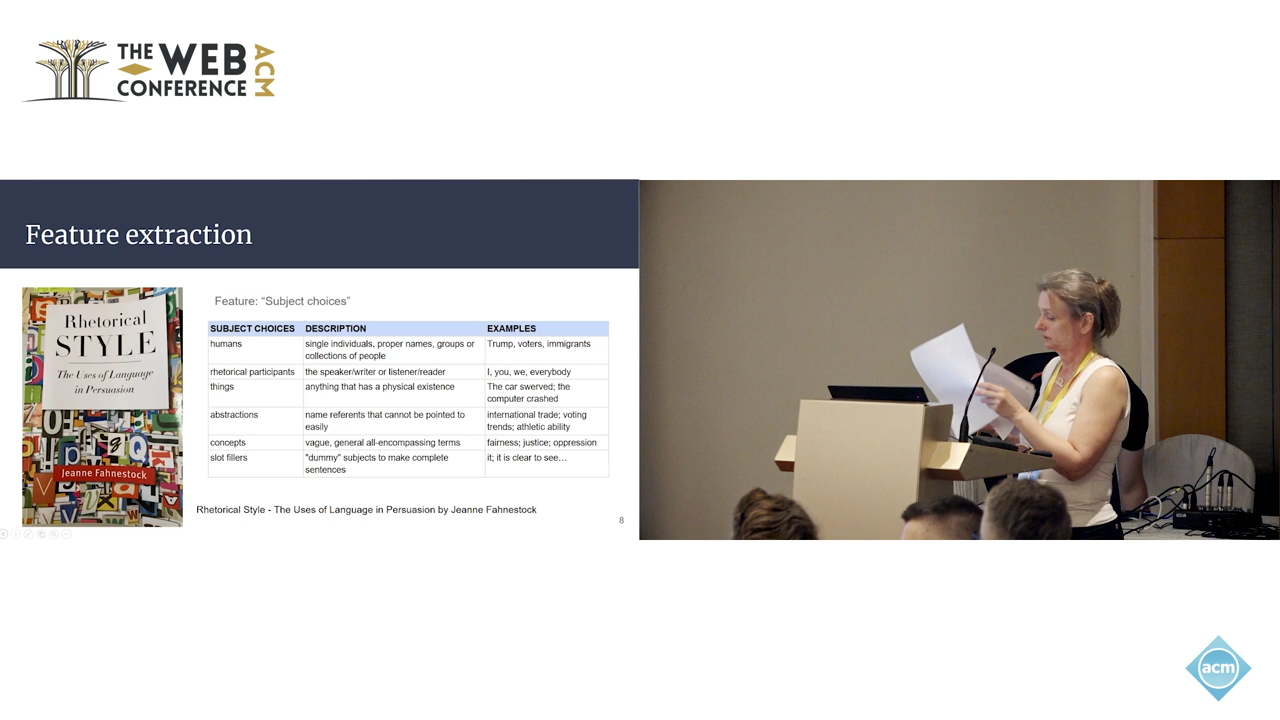 THE WEB
CONFERENCE
ACM
Feature extraction
Rhetorical
STYLE
The Uses of Language
in Persuasion
Jeanne Fahnestock
Feature: “Subject choices”
SUBJECT CHOICES DESCRIPTION EXAMPLES
humans single individuals, proper names, groups or collections of people Trump, voters, immigrants
rhetorical participants the speaker/writer or listener/reader I, you, we, everybody
things anything that has a physical existence The car swerved; the computer crashed
abstractions name referents that cannot be pointed to easily international trade; voting trends; athletic ability
concepts vague, general all-encompassing terms fairness; justice; oppression
slot fillers "dummy" subjects to make complete sentences it; it is clear to see…
Rhetorical Style - The Uses of Language in Persuasion by Jeanne Fahnestock
8
acm